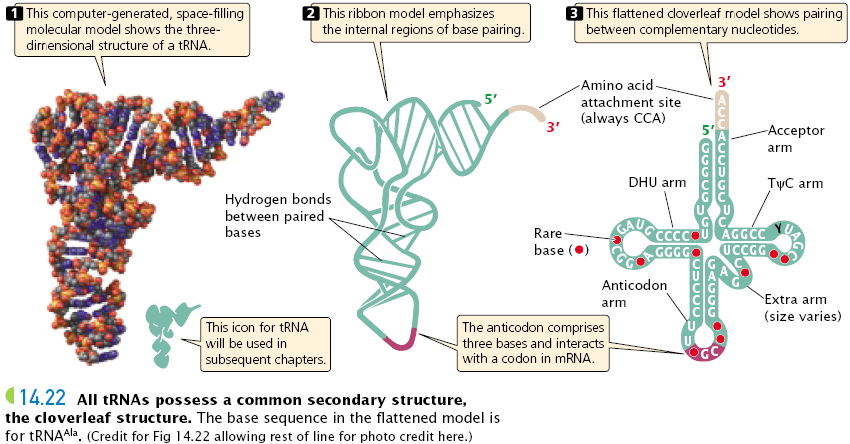 1 This computer-generated, space-filling
molecular model shows the three-
dimensional structure of a tRNA.
2 This ribbon model emphasizes
the internal regions of base pairing.
3 This flattened cloverleaf model shows pairing
between complementary nucleotides.
5’
3’
Amino acid
attachment site
(always CCA)
Hydrogen bonds
between paired
bases
3’
A
C
C
5’
Acceptor
arm
DHU arm
TψC arm
Rare
base (●)
Anticodon
arm
Extra arm
(size varies)
This icon for tRNA
will be used in
subsequent chapters.
The anticodon comprises
three bases and interacts
with a codon in mRNA.
14.22 All tRNAs possess a common secondary structure,
the cloverleaf structure. The base sequence in the flattened model is
for tRNAAla. (Credit for Fig 14.22 allowing rest of line for photo credit here.)